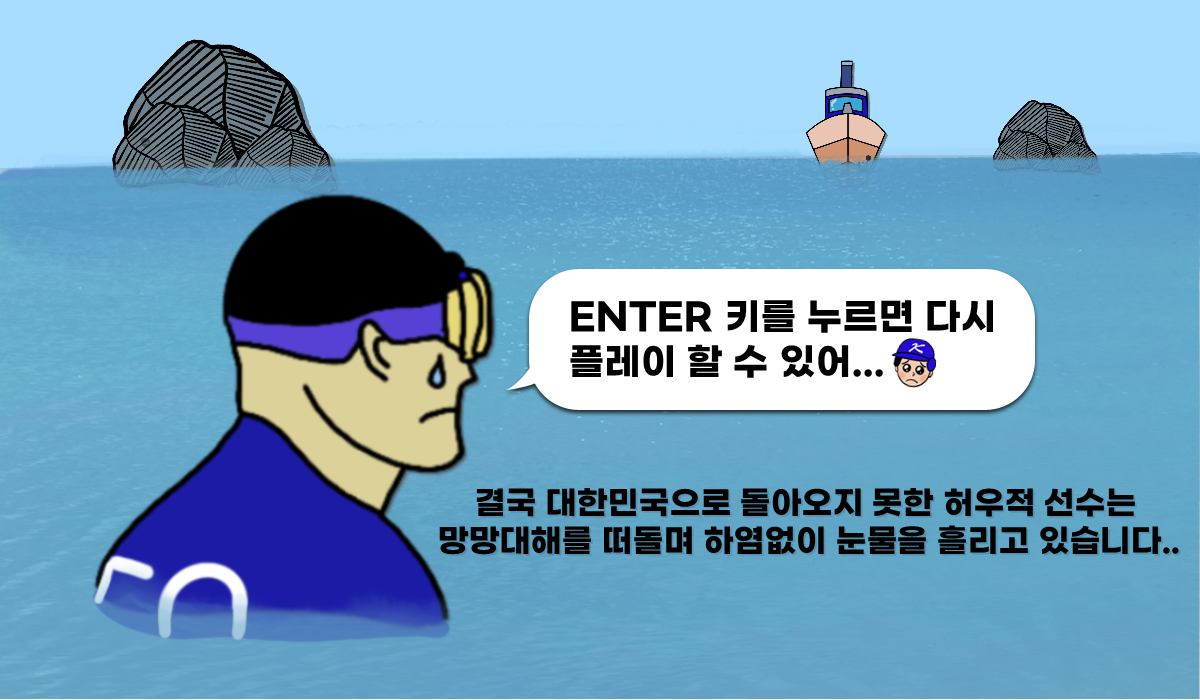 ENTER 키를 누르면 다시
플레이 할 수 있어...
결국 대한민국으로 돌아오지 못한 허우적 선수는
망망대해를 떠돌며 하염없이 눈물을 흘리고 있습니다..